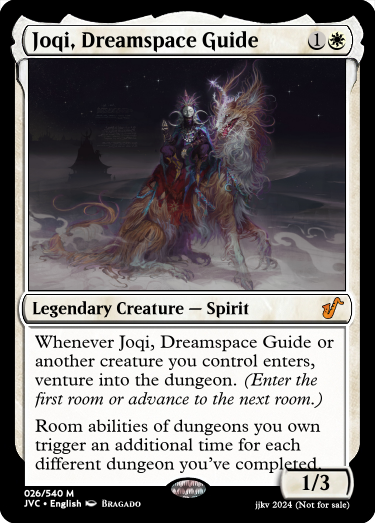 Joqi, Dreamspace Guide 1
Legendary Creature — Spirit
Whenever Joqi, Dreamspace Guide or
another creature you control enters,
venture into the dungeon. (Enter the
first room or advance to the next room.)
Room abilities of dungeons you own
trigger an additional time for each
different dungeon you've completed.
1/3
026/540 M
JVC • English BRAGADO
jjkv 2024 (Not for sale)